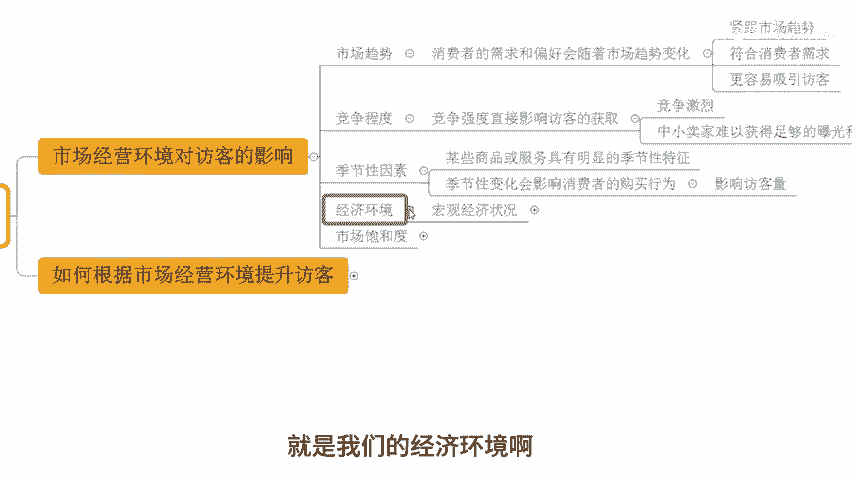 市场经营环境对访客的影响
市场趋势
消费者的需求和偏好会随着市场趋势变化
紧跟市场趋势
符合消费者需求
更容易吸引访客
竞争程度
竞争强度直接影响访客的获取
竞争激烈
中小卖家难以获得足够的曝光和
季节性因素
某些商品或服务具有明显的季节性特征
季节性变化会影响消费者的购买行为
影响访客量
经济环境
宏观经济状况
市场饱和度
如何根据市场经营环境提升访客
就是我们的经济环境啊